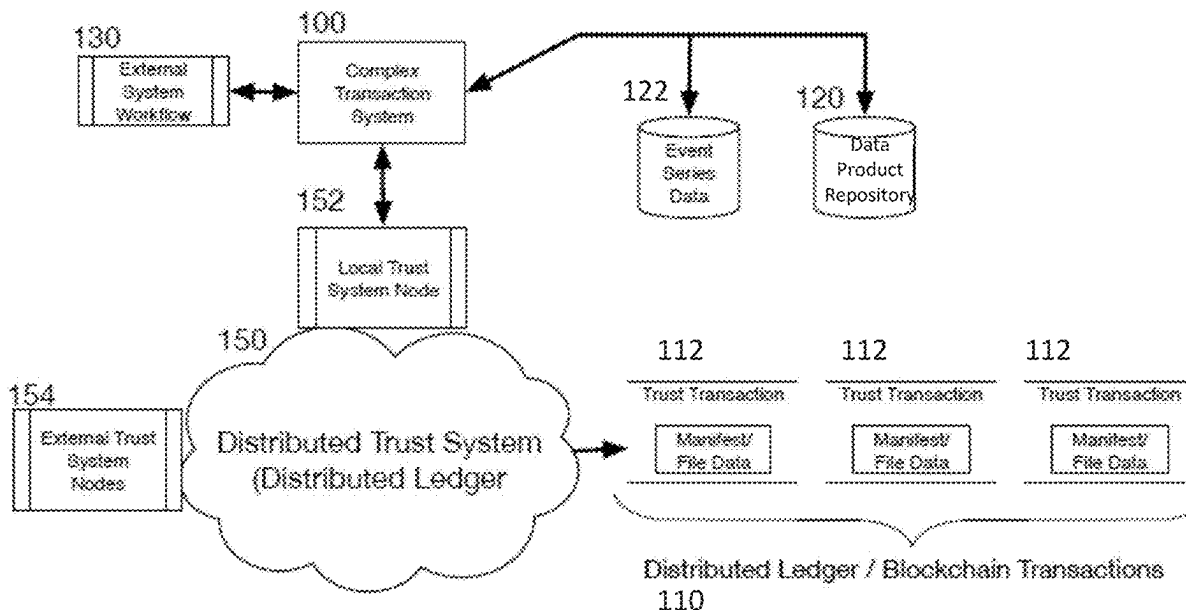 130
External
System
Workflow
100
Complex
Transaction
System
122
Event
Series
Data
120
Data
Product
Repository
152
Local Trust
System Node
150
Distributed Trust System
(Distributed Ledger
154
External Trust
System
Nodes
112
Trust Transaction
Manifest/
File Data
112
Trust Transaction
Manifest/
File Data
112
Trust Transaction
Manifest/
File Data
Distributed Ledger / Blockchain Transactions
110